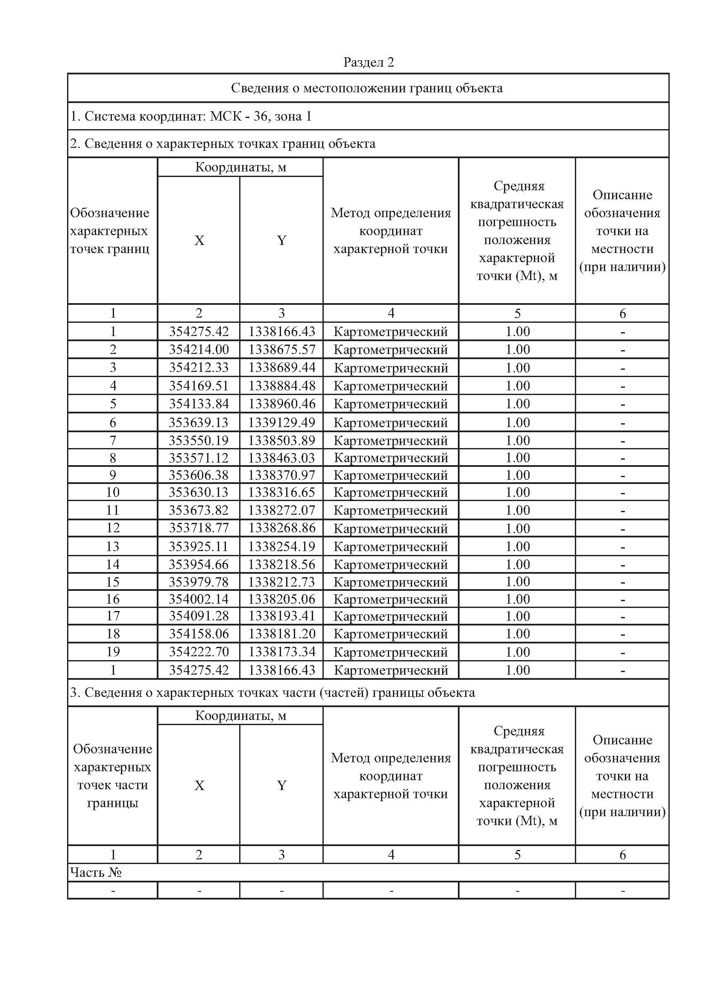 Раздел 2
Сведения о местоположении границ объекта
1. Система координат: МСК - 36, зона 1
2. Сведения о характерных точках границ объекта
Обозначение
характерных
точек границ
Координаты, м
X
Y
Метод определения
координат
характерной точки
Средняя
квадратическая
погрешность
положения
характерной
точки (Mt), м
Описание
обозначения
точки на
местности
(при наличии)
1 2 3 4 5 6
1 354275.42 1338166.43 Картометрический 1.00 -
2 354214.00 1338675.57 Картометрический 1.00 -
3 354212.33 1338689.44 Картометрический 1.00 -
4 354169.51 1338884.48 Картометрический 1.00 -
5 354133.84 1338960.46 Картометрический 1.00 -
6 353639.13 1339129.49 Картометрический 1.00 -
7 353550.19 1338503.89 Картометрический 1.00 -
8 353571.12 1338463.03 Картометрический 1.00 -
9 353606.38 1338370.97 Картометрический 1.00 -
10 353630.13 1338316.65 Картометрический 1.00 -
11 353673.82 1338272.07 Картометрический 1.00 -
12 353718.77 1338268.86 Картометрический 1.00 -
13 353925.11 1338254.19 Картометрический 1.00 -
14 353954.66 1338218.56 Картометрический 1.00 -
15 353979.78 1338212.73 Картометрический 1.00 -
16 354002.14 1338205.06 Картометрический 1.00 -
17 354091.28 1338193.41 Картометрический 1.00 -
18 354158.06 1338181.20 Картометрический 1.00 -
19 354222.70 1338173.34 Картометрический 1.00 -
1 354275.42 1338166.43 Картометрический 1.00 -
3. Сведения о характерных точках части (частей) границы объекта
Обозначение
характерных
точек части
границы
Координаты, м
X
Y
Метод определения
координат
характерной точки
Средняя
квадратическая
погрешность
положения
характерной
точки (Mt), м
Описание
обозначения
точки на
местности
(при наличии)
1 2 3 4 5 6
Часть №
- - - - - -